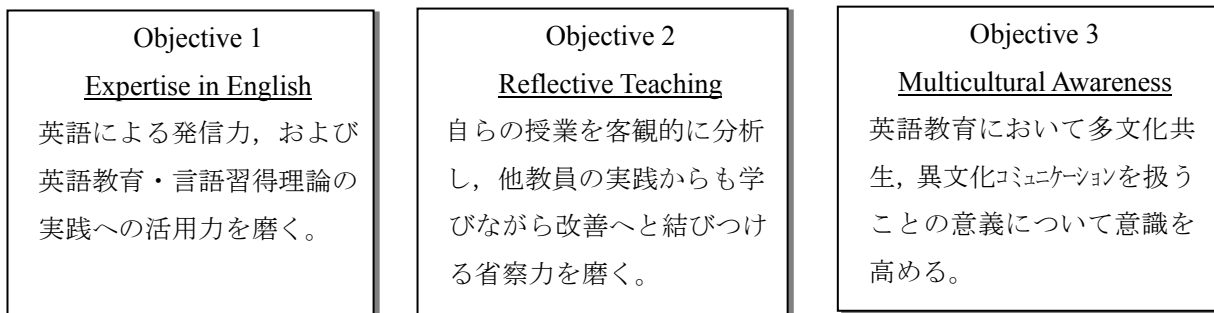 Objective 1
Expertise in English
英語による発信力，および
英語教育・言語習得理論の
実践への活用力を磨く。
Objective 2
Reflective Teaching
自らの授業を客観的に分析
し，他教員の実践からも学
びながら改善へと結びつけ
る省察力を磨く。
Objective 3
Multicultural Awareness
英語教育において多文化共
生，異文化ｺﾐｭﾆｹｰｼｮﾝを扱う
ことの意義について意識を
高める。